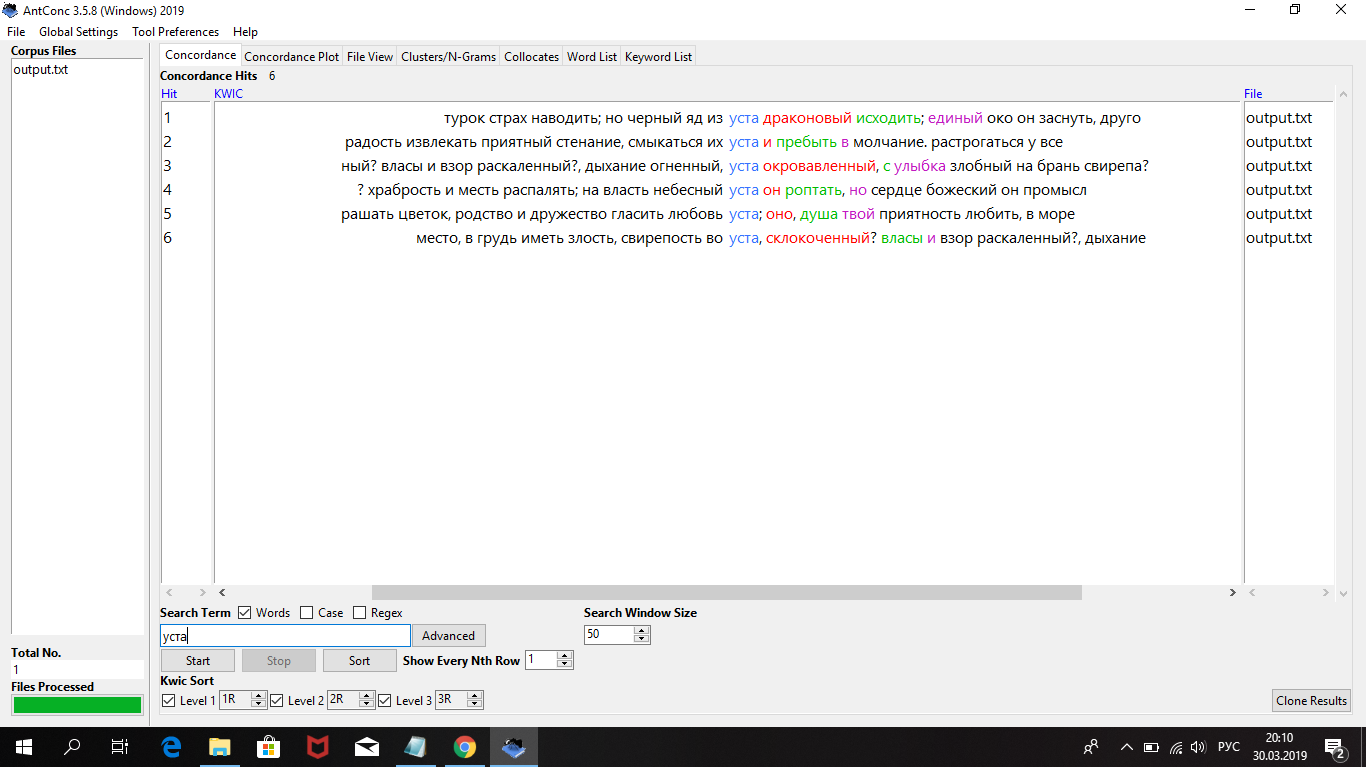 AntConc 3.5.8 (Windows) 2019
File Global Settings Tool Preferences Help
Corpus Files
output.txt
Concordance Concordance Plot File View Clusters/N-Grams Collocates Word List Keyword List
Concordance Hits 6
Hit KWIC File
1 турок страх наводить; но черный яд из уста драконовый исходить; единый око он заснуть, друго output.txt
2 радость извлекать приятный стенание, смыкаться их уста и пребыть в молчание. растрогаться у все output.txt
3 ный? власы и взор раскаленный?, дыхание огненный, уста окровавленный, с улыбка злобный на брань свирепа? output.txt
4 ? храбрость и месть распалять; на власть небесный уста он роптать, но сердце божеский он промысл output.txt
5 рашать цветок, родство и дружество гласить любовь уста; оно, душа твой приятность любить, в море output.txt
6 место, в грудь иметь злость, свирепость во уста, склокоченный? власы и взор раскаленный?, дыхание output.txt
Search Term Words Case Regex Search Window Size
уста Advanced 50
Start Stop Sort Show Every Nth Row 1
Kwic Sort
Level 1 1R Level 2 2R Level 3 3R Clone Results
Total No.
1
Files Processed
РУС 20:10
30.03.2019
2